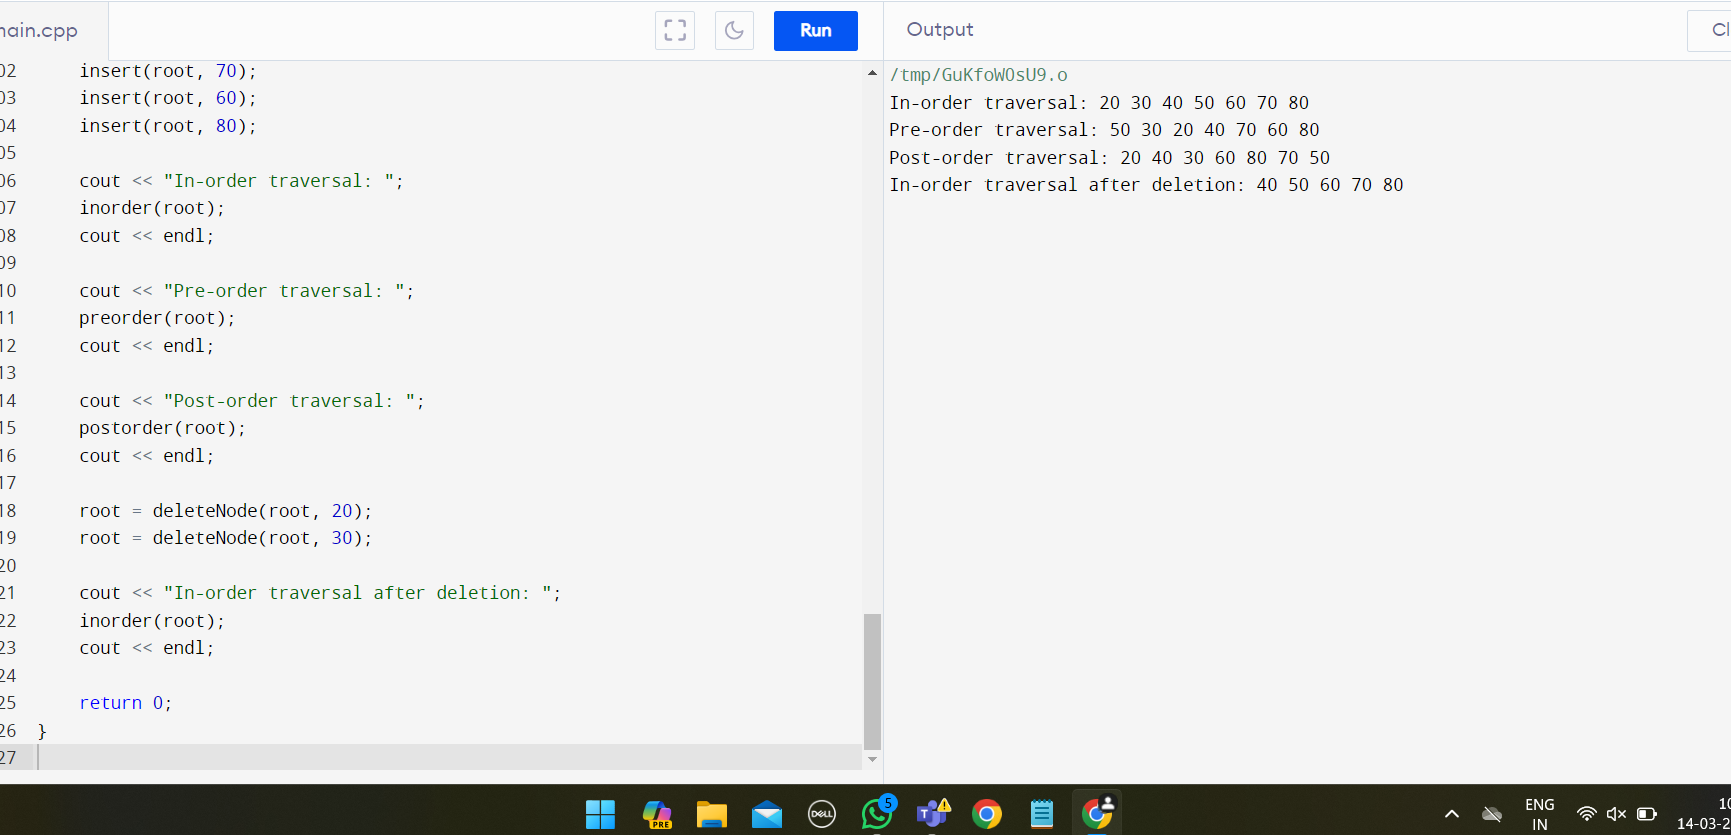 main.cpp
Run
Output
Cl
02 insert(root, 70);
03 insert(root, 60);
04 insert(root, 80);
05
06 cout << "In-order traversal: ";
07 inorder(root);
08 cout << endl;
09
10 cout << "Pre-order traversal: ";
11 preorder(root);
12 cout << endl;
13
14 cout << "Post-order traversal: ";
15 postorder(root);
16 cout << endl;
17
18 root = deleteNode(root, 20);
19 root = deleteNode(root, 30);
20
21 cout << "In-order traversal after deletion: ";
22 inorder(root);
23 cout << endl;
24
25 return 0;
26 }
27
/tmp/GuKfoWOsU9.o
In-order traversal: 20 30 40 50 60 70 80
Pre-order traversal: 50 30 20 40 70 60 80
Post-order traversal: 20 40 30 60 80 70 50
In-order traversal after deletion: 40 50 60 70 80
PRE
DELL
5
T
ENG
IN
10
14-03-2